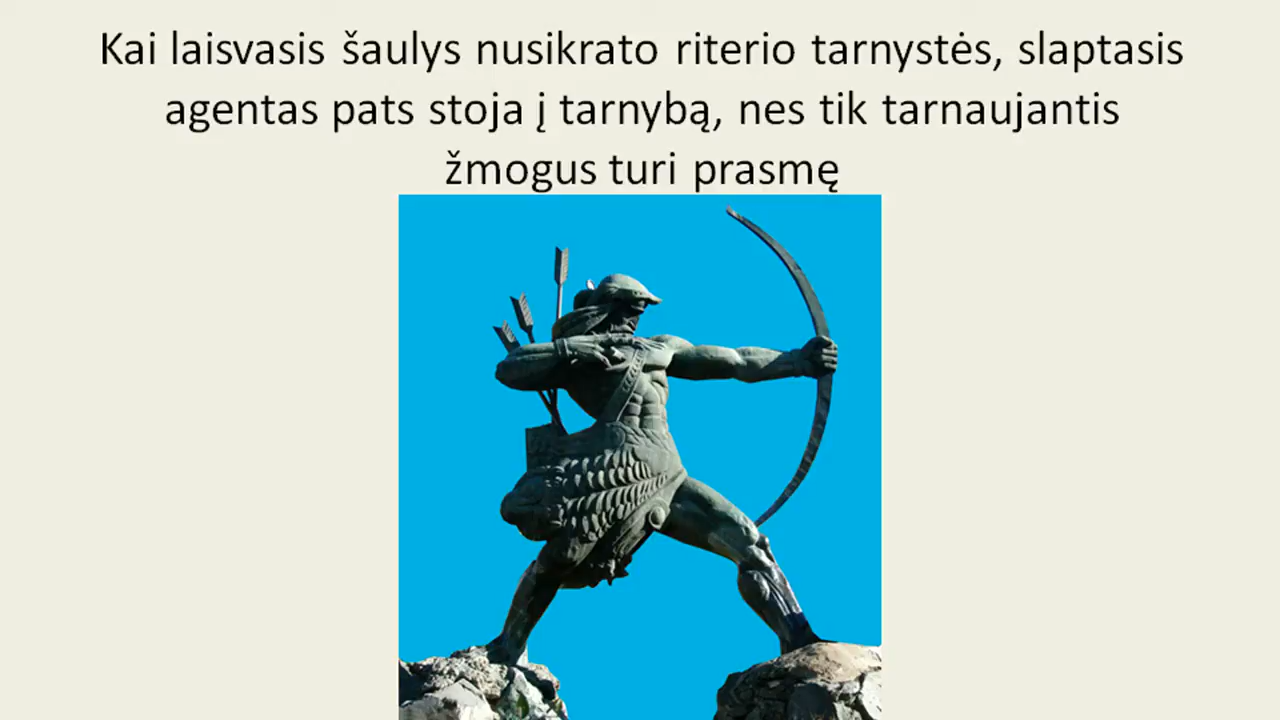 Kai laisvasis šaulys nusikrato riterio tarnystės, slaptasis
agentas pats stoja į tarnybą, nes tik tarnaujantis
žmogus turi prasmę